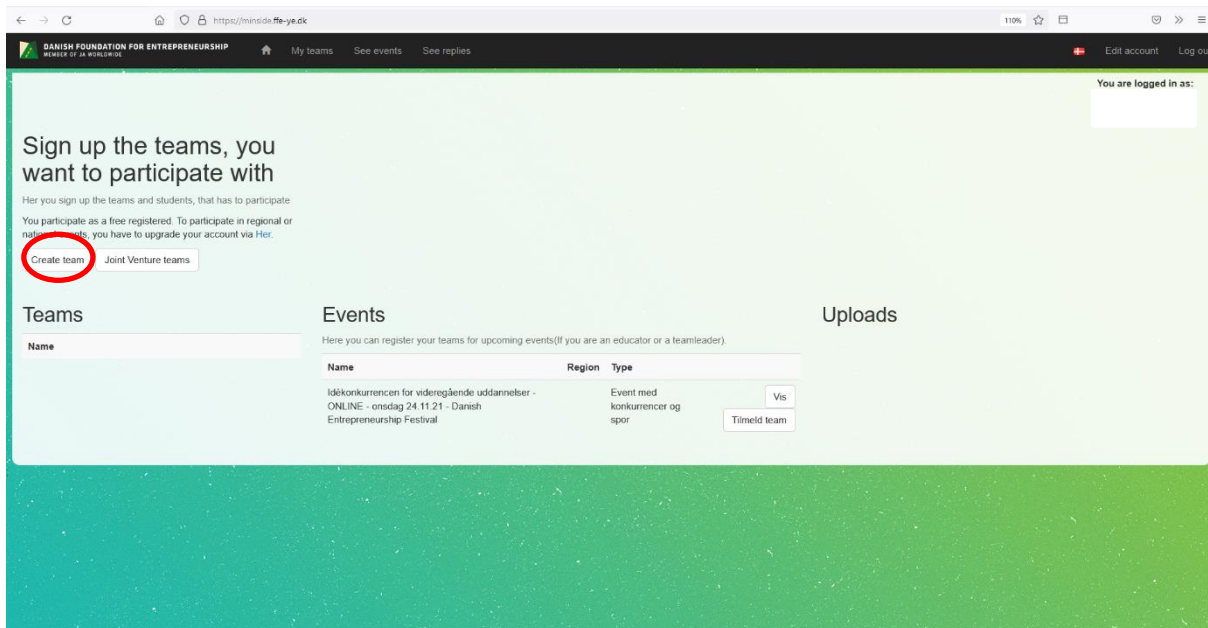 https://minside.ffe-ye.dk
110%
DANISH FOUNDATION FOR ENTREPRENEURSHIP
MEMBER OF JA WORLDWIDE
My teams See events See replies
Edit account Log ou
You are logged in as:
Sign up the teams, you
want to participate with
Her you sign up the teams and students, that has to participate
You participate as a free registered. To participate in regional or
national events, you have to upgrade your account via Her.
Create team Joint Venture teams
Teams
Name
Events
Here you can register your teams for upcoming events(If you are an educator or a teamleader).
Name Region Type
Idékonkurrencen for videregående uddannelser -
ONLINE - onsdag 24.11.21 - Danish
Entrepreneurship Festival
Event med
konkurrencer og
spor
Vis
Tilmeld team
Uploads